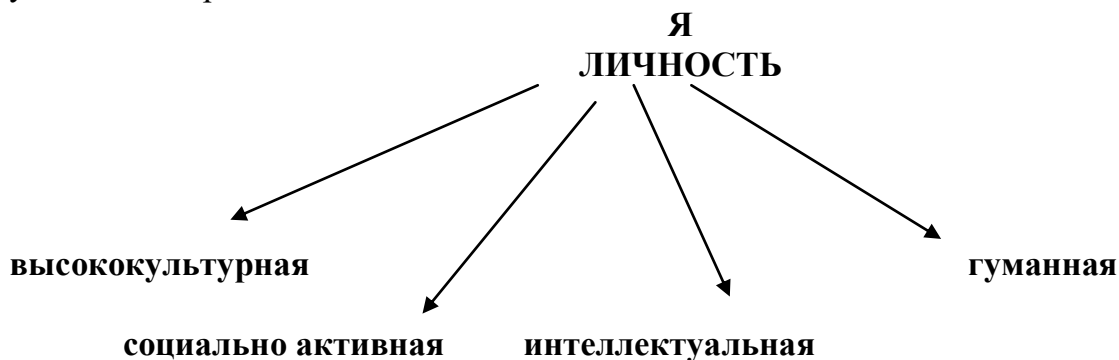 Я
ЛИЧНОСТЬ
высококультурная
гуманная
социально активная
интеллектуальная